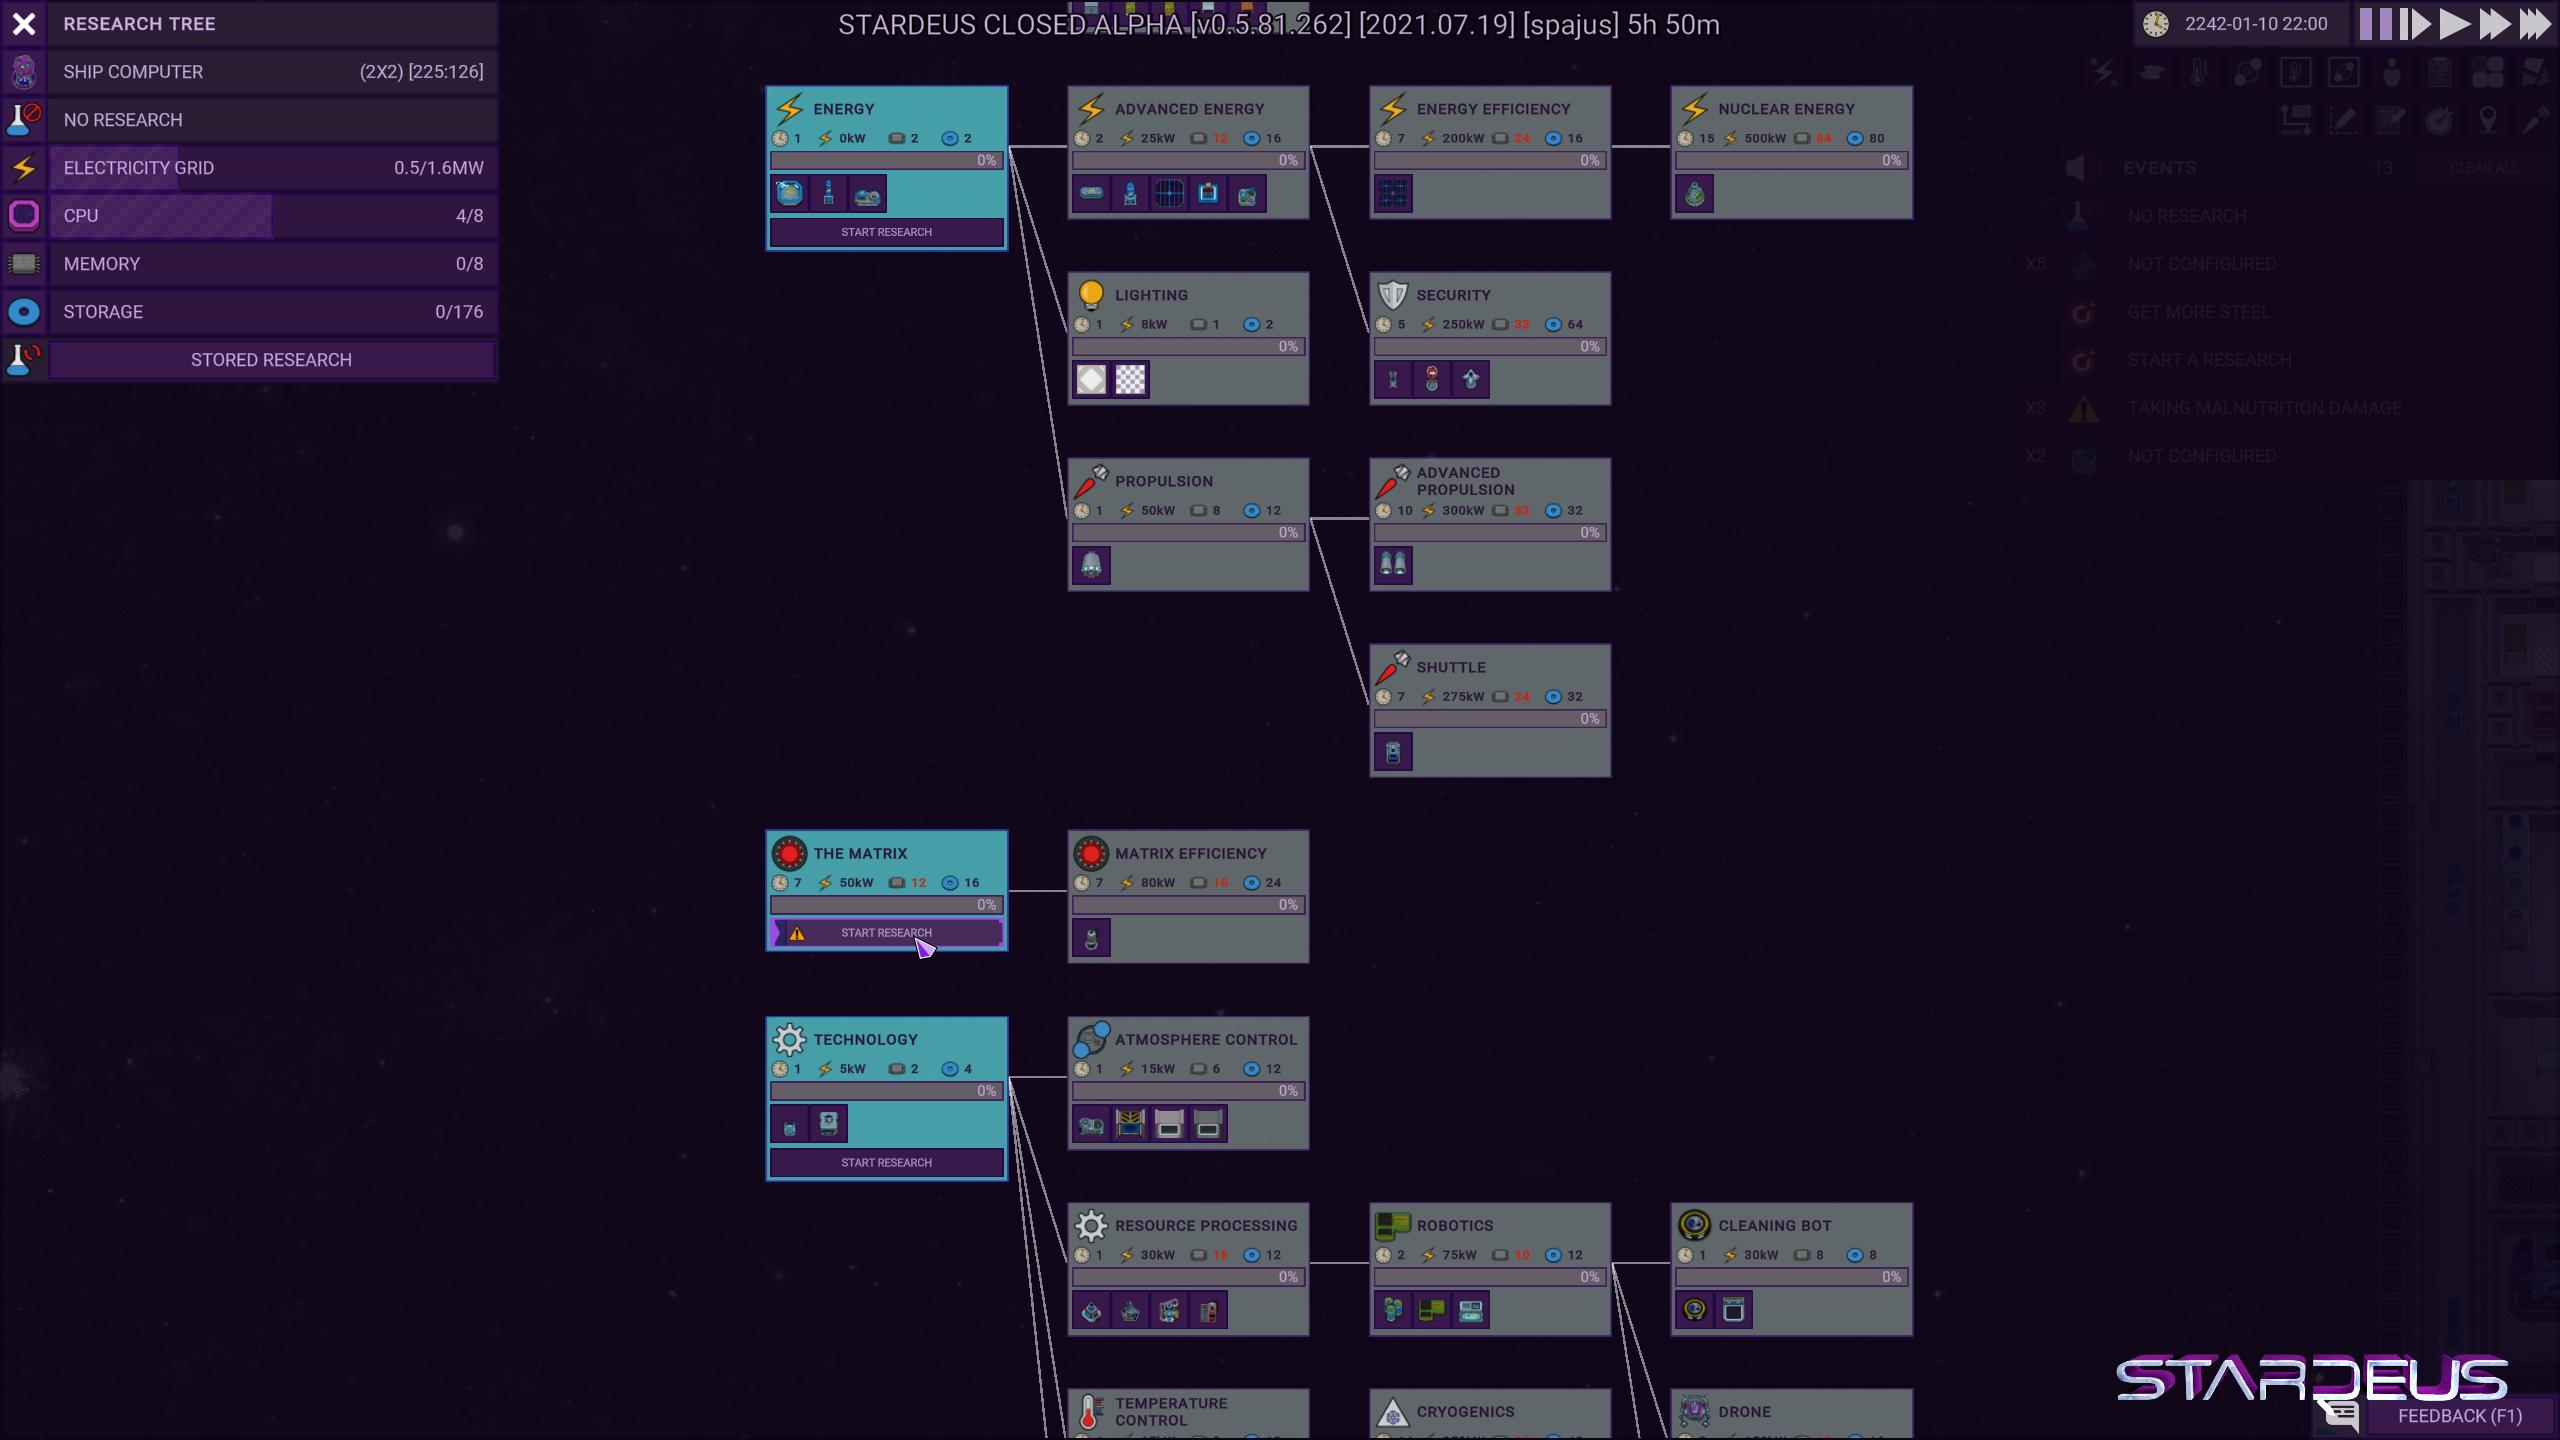 STARDEUS CLOSED ALPHA [v0.5.81.262] [2021.07.19] [spajus] 5h 50m
RESEARCH TREE
SHIP COMPUTER (2X2) [225:126]
NO RESEARCH
ELECTRICITY GRID 0.5/1.6MW
CPU 4/8
MEMORY 0/8
STORAGE 0/176
STORED RESEARCH
2242-01-10 22:00
EVENTS 13 CLEAR ALL
NO RESEARCH
X5 NOT CONFIGURED
GET MORE STEEL
START A RESEARCH
X3 TAKING MALNUTRITION DAMAGE
X2 NOT CONFIGURED
ENERGY
1 0kW 2 2
0%
START RESEARCH
ADVANCED ENERGY
2 25kW 12 16
0%
ENERGY EFFICIENCY
7 200kW 24 16
0%
NUCLEAR ENERGY
15 500kW 64 80
0%
LIGHTING
1 8kW 1 2
0%
SECURITY
5 250kW 32 64
0%
PROPULSION
1 50kW 8 12
0%
ADVANCED
PROPULSION
10 300kW 32 32
0%
SHUTTLE
7 275kW 24 32
0%
THE MATRIX
7 50kW 12 16
0%
START RESEARCH
MATRIX EFFICIENCY
7 80kW 16 24
0%
TECHNOLOGY
1 5kW 2 4
0%
START RESEARCH
ATMOSPHERE CONTROL
1 15kW 6 12
0%
RESOURCE PROCESSING
1 30kW 16 12
0%
ROBOTICS
2 75kW 10 12
0%
CLEANING BOT
1 30kW 8 8
0%
TEMPERATURE
CONTROL
CRYOGENICS
DRONE
STARDEUS
FEEDBACK (F1)